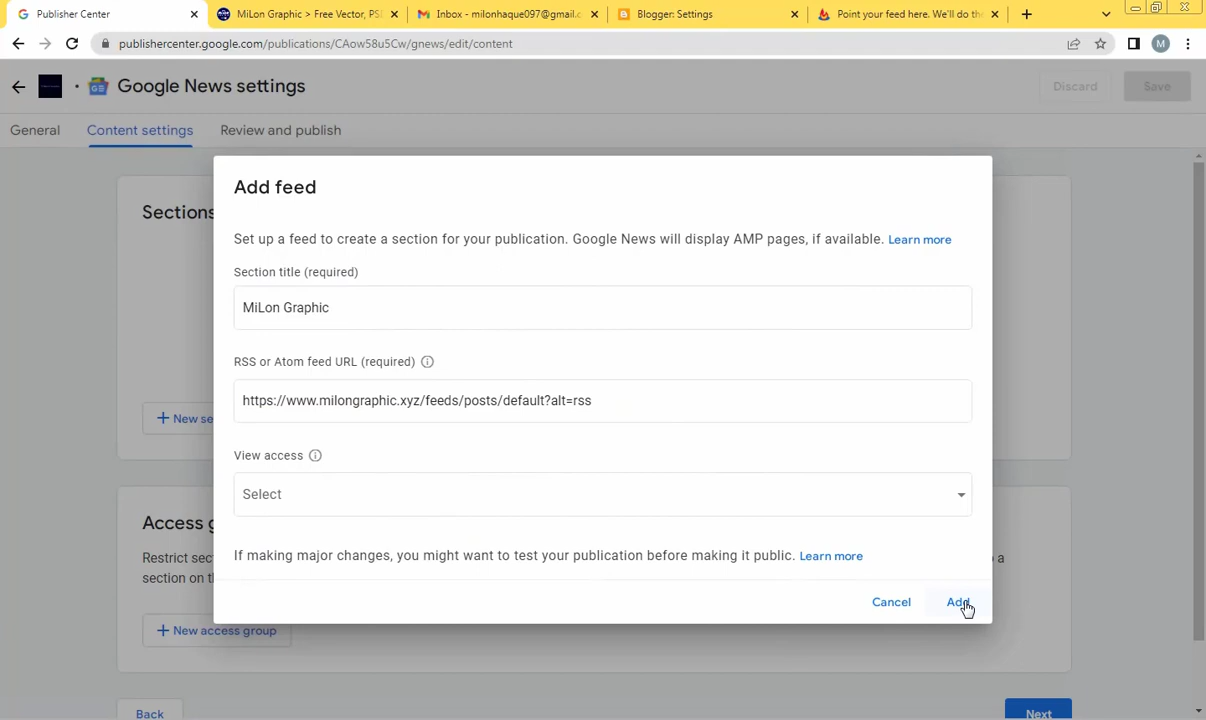 Publisher Center
MiLon Graphic > Free Vector, PSD
Inbox - milonhaque097@gmail.c
Blogger: Settings
Point your feed here. We'll do the
publishercenter.google.com/publications/CAow58u5Cw/gnews/edit/content
M
Google News settings
Discard
Save
General
Content settings
Review and publish
Sections
Add feed
Set up a feed to create a section for your publication. Google News will display AMP pages, if available. Learn more
Section title (required)
MiLon Graphic
RSS or Atom feed URL (required)
https://www.milongraphic.xyz/feeds/posts/default?alt=rss
+ New se
View access
Select
Access g
Restrict sec
section on th
If making major changes, you might want to test your publication before making it public. Learn more
o a
Cancel
Add
+ New access group
Back
Next